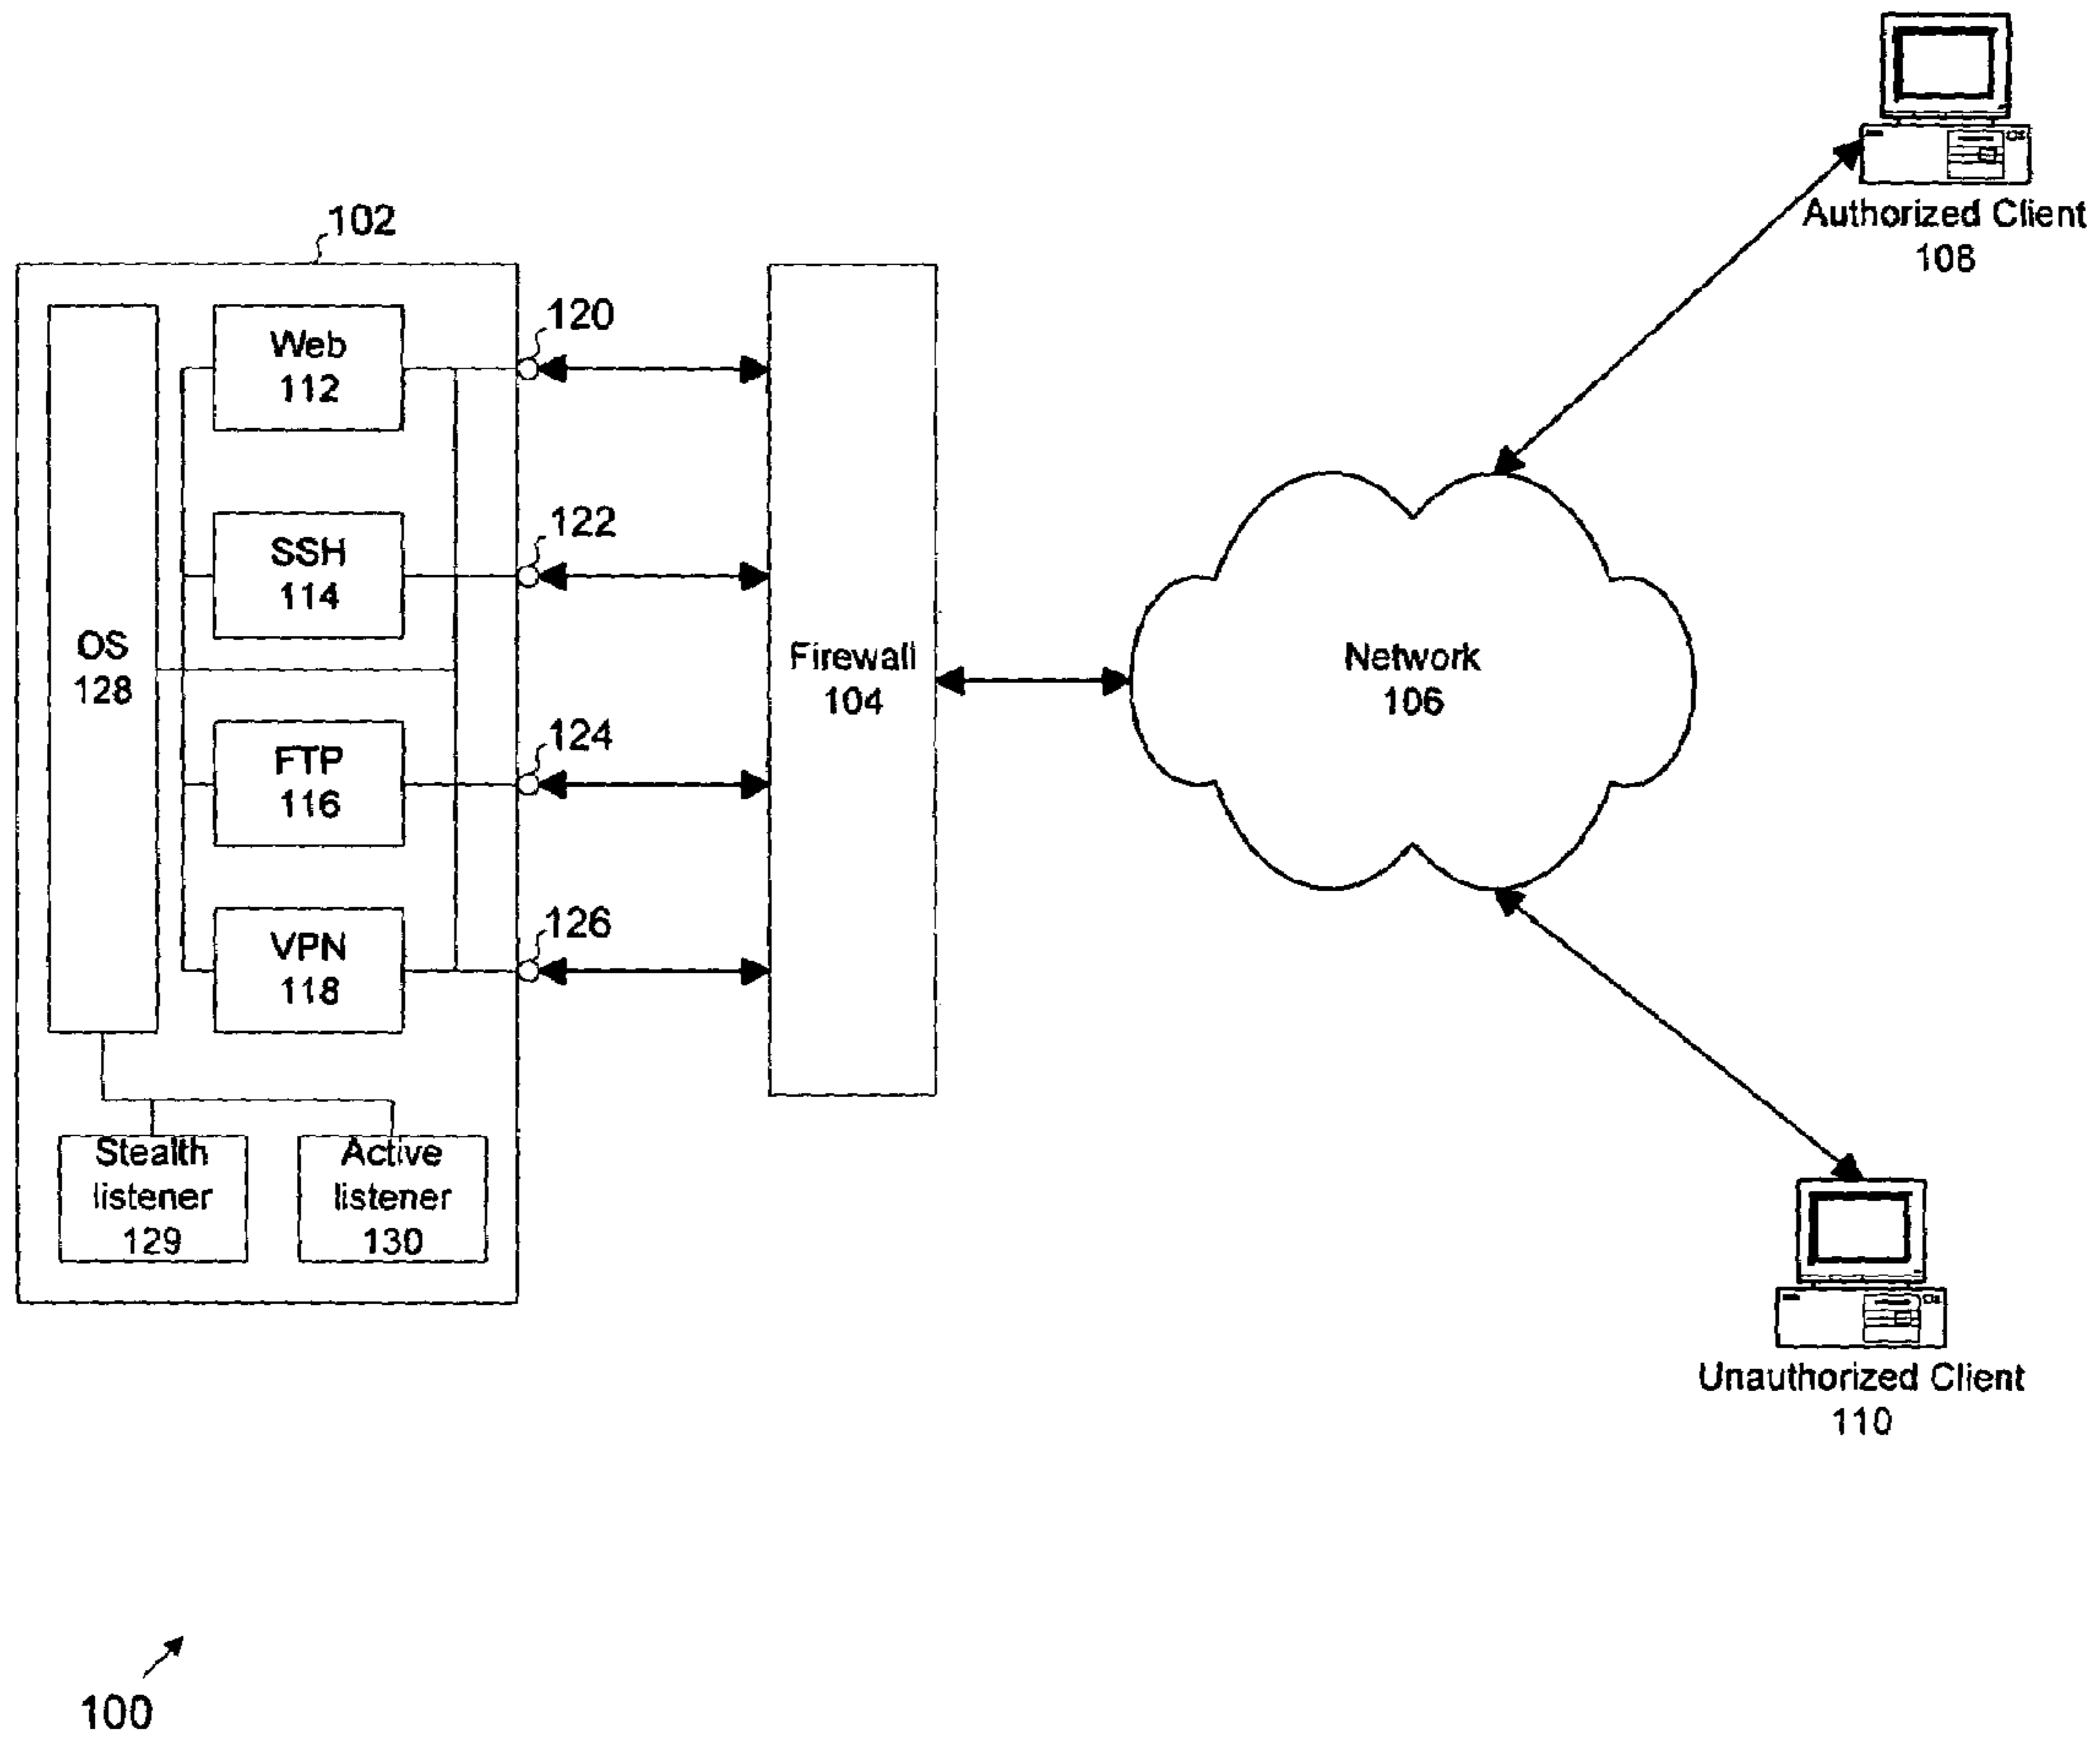 Authorized Client
108
102
120
Web
112
122
SSH
114
OS
128
Firewall
104
Network
106
124
FTP
116
126
VPN
118
Stealth
listener
129
Active
listener
130
Unauthorized Client
110
100